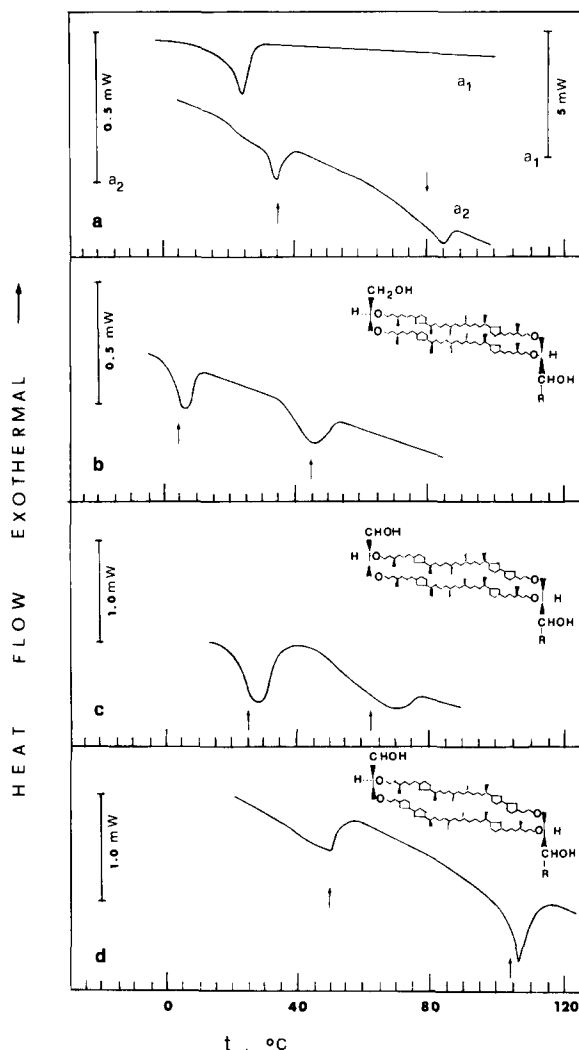 0.5 mW
a₁
5 mW
a₁
a₂
a₂
a
CH₂OH
H
O
O
O
O
H
CHOH
R
0.5 mW
b
CHOH
H
O
O
O
O
H
CHOH
R
1.0 mW
c
CHOH
H
O
O
O
O
H
CHOH
R
1.0 mW
d
HEAT FLOW EXOTHERMAL
0 40 80 120
t , ºC